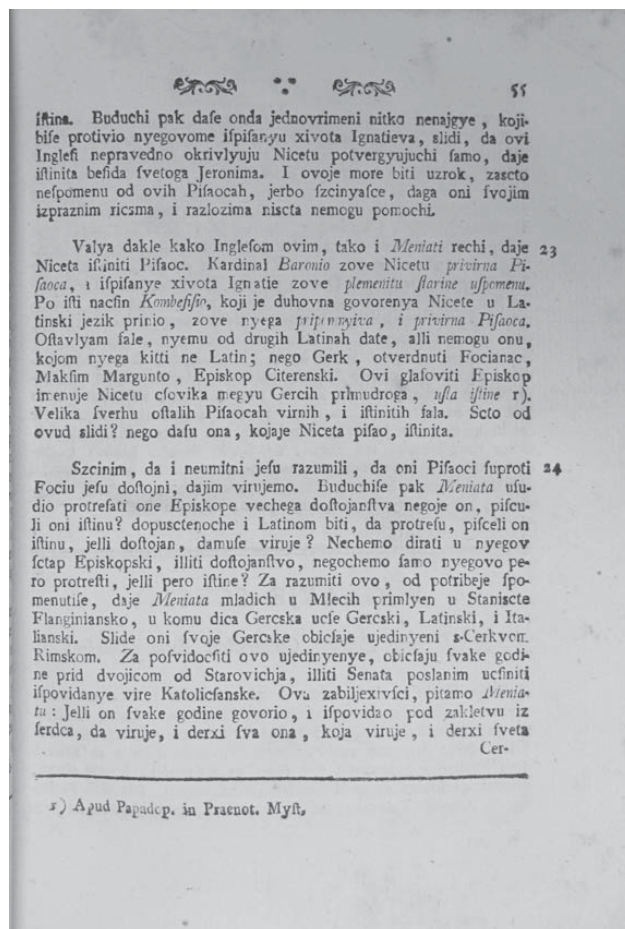 55
iſtina. Buduchi pak daſe onda jednovrimeni nitko nenajgye, koji-
biſe protivio nyegovome iſpiſanyu xivota Ignatieva, slidi, da ovi
Ingleſi nepravedno okrivlyuju Nicetu potvergyujuchi ſamo, daje
iſtinita beſida ſvetoga Jeronima. I ovoje more biti uzrok, zascto
neſpomenu od ovih Piſaocah, jerbo ſzcinyaſce, daga oni ſvojim
izpraznim ricsma, i razlozima niscta nemogu pomochi.
Valya dakle kako Ingleſom ovim, tako i Meniati rechi, daje 23
Niceta iſtiniti Piſaoc. Kardinal Baronio zove Nicetu privirna Pi-
ſaoca, i iſpiſanye xivota Ignatie zove plemenitu ſtarine uſpomenu.
Po iſti nacſin Kombefiſio, koji je duhovna govorenya Nicete u La-
tinski jezik prinio, zove nyega privirna Piſaoca.
Oſtavlyam fale, nyemu od drugih Latinah date, alli nemogu onu,
kojom nyega kitti ne Latin; nego Gerk, otverdnuti Focianac,
Makſim Margunto, Episkop Citerenski. Ovi glaſoviti Episkop
imenuje Nicetu cſovika megyu Gercih primudroga, uſta iſtine r).
Velika ſverhu oſtalih Piſaocah virnih, i iſtinitih fala. Scto od
ovud slidi? nego daſu ona, kojaje Niceta piſao, iſtinita.
Szcinim, da i neumitni jeſu razumili, da oni Piſaoci ſuproti 24
Fociu jeſu doſtojni, dajim virujemo. Buduchiſe pak Meniata uſu-
dio protreſati one Episkope vechega doſtojanſtva negoje on, piſcu-
li oni iſtinu? dopusctenoche i Latinom biti, da protreſu, piſceli on
iſtinu, jelli doſtojan, damuſe viruje? Nechemo dirati u nyegov
ſctap Episkopski, illiti doſtojanſtvo, negochemo ſamo nyegovo pe-
ro protreſti, jelli pero iſtine? Za razumiti ovo, od potribeje ſpo-
menutiſe, daje Meniata mladich u Mlecih primlyen u Staniscte
Flanginiansko, u komu dica Gercska ucſe Gercski, Latinski, i Ita-
lianski. Slide oni ſvoje Gercske obicſaje ujedinyeni s-Cerkvom
Rimskom. Za poſvidocſiti ovo ujedinyenye, obicſaju ſvake godi-
ne prid dvojicom od Starovichja, illiti Senata poslanim ucſiniti
iſpovidanye vire Katolicſanske. Ova zabiljexivſci, pitamo Menia-
tu: Jelli on ſvake godine govorio, i iſpovidao pod zakletvu iz
ſerdca, da viruje, i derxi ſva ona, koja viruje, i derxi ſveta
Cer-
r) Apud Papadop. in Praenot. Myſt.